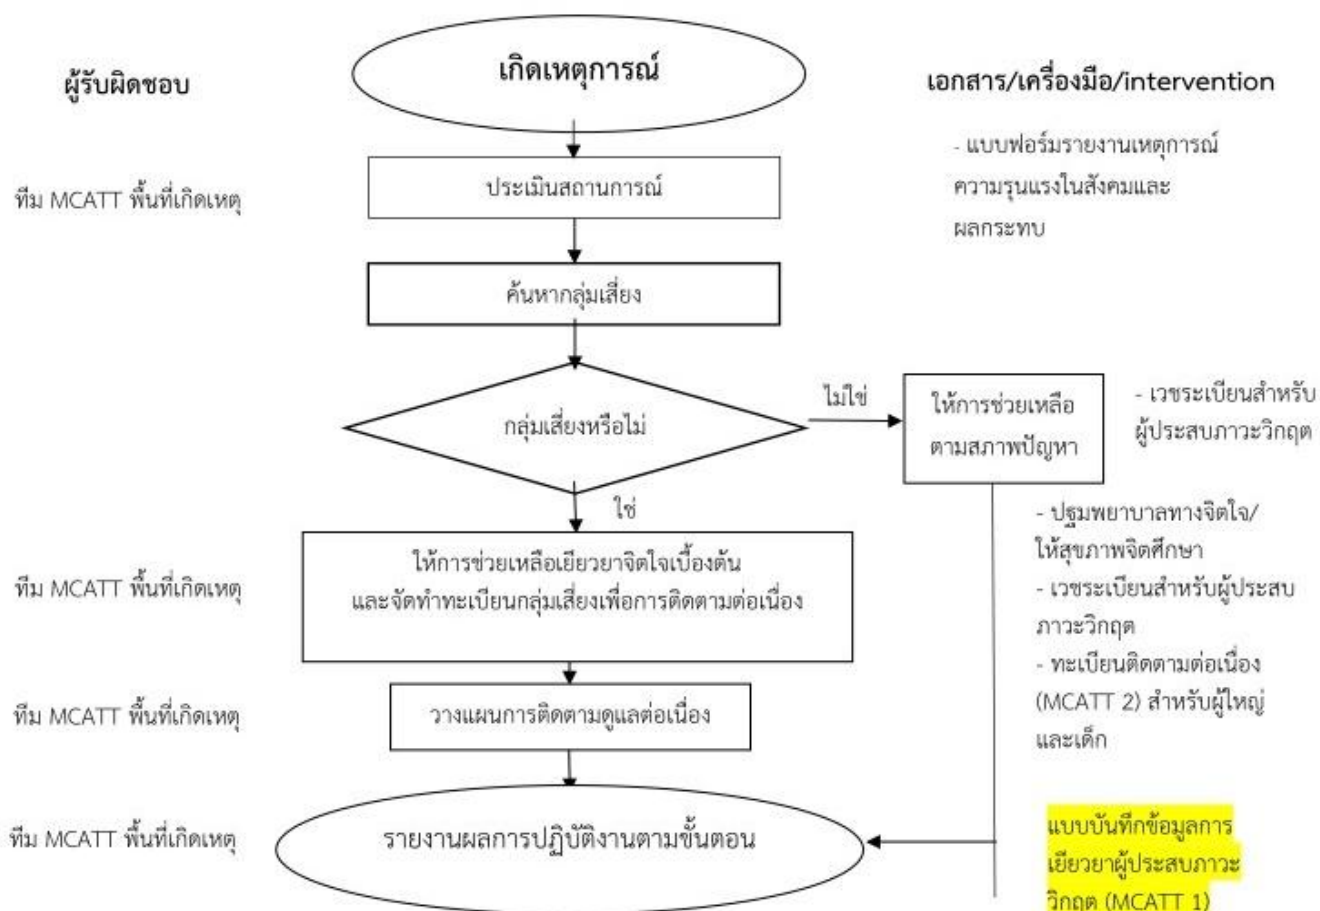 เกิดเหตุการณ์
ผู้รับผิดชอบ
เอกสาร/เครื่องมือ/intervention
- แบบฟอร์มรายงานเหตุการณ์
ความรุนแรงในสังคมและ
ผลกระทบ
ทีม MCATT พื้นที่เกิดเหตุ
ประเมินสถานการณ์
ค้นหากลุ่มเสี่ยง
กลุ่มเสี่ยงหรือไม่
ไม่ใช่
ให้การช่วยเหลือ
ตามสภาพปัญหา
- เวชระเบียนสำหรับ
ผู้ประสบภาวะวิกฤต
ใช่
ทีม MCATT พื้นที่เกิดเหตุ
ให้การช่วยเหลือเยียวยาจิตใจเบื้องต้น
และจัดทำทะเบียนกลุ่มเสี่ยงเพื่อการติดตามต่อเนื่อง
- ปฐมพยาบาลทางจิตใจ/
ให้สุขภาพจิตศึกษา
- เวชระเบียนสำหรับผู้ประสบ
ภาวะวิกฤต
- ทะเบียนติดตามต่อเนื่อง
(MCATT 2) สำหรับผู้ใหญ่
และเด็ก
ทีม MCATT พื้นที่เกิดเหตุ
วางแผนการติดตามดูแลต่อเนื่อง
ทีม MCATT พื้นที่เกิดเหตุ
รายงานผลการปฏิบัติงานตามขั้นตอน
แบบบันทึกข้อมูลการ
เยียวยาผู้ประสบภาวะ
วิกฤต (MCATT 1)